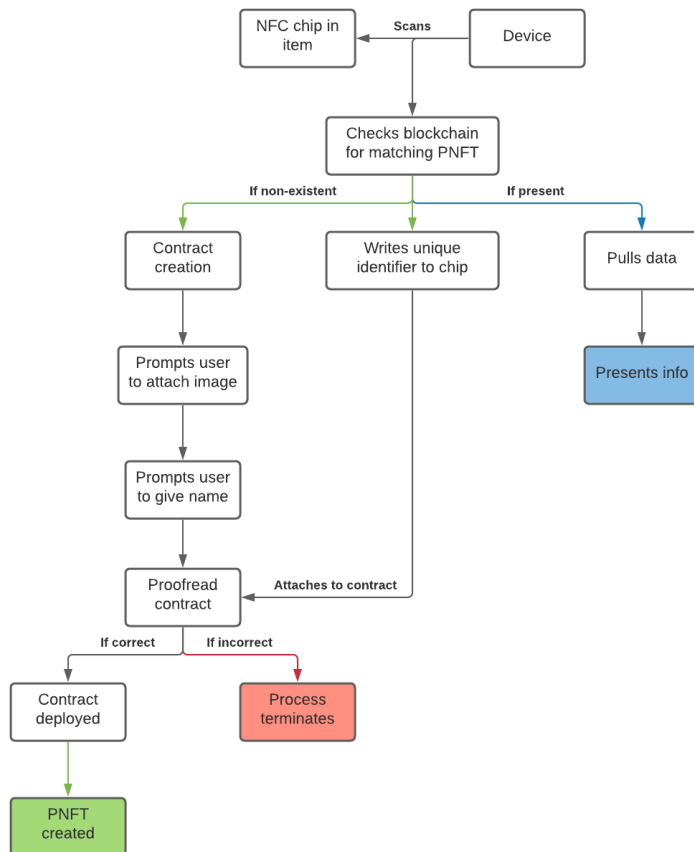 NFC chip in
item
Scans
Device
Checks blockchain
for matching PNFT
If non-existent
If present
Contract
creation
Writes unique
identifier to chip
Pulls data
Prompts user
to attach image
Presents info
Prompts user
to give name
Proofread
contract
Attaches to contract
If correct
If incorrect
Contract
deployed
Process
terminates
PNFT
created